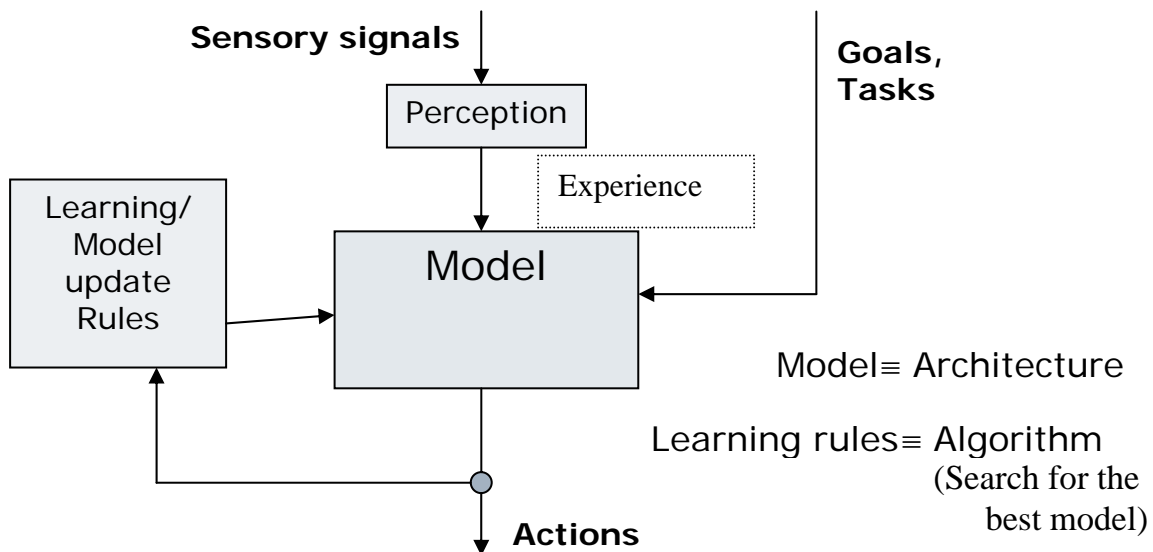 Sensory signals
Goals,
Tasks
Perception
Experience
Learning/
Model
update
Rules
Model
Model≡ Architecture
Learning rules≡ Algorithm
(Search for the
best model)
Actions